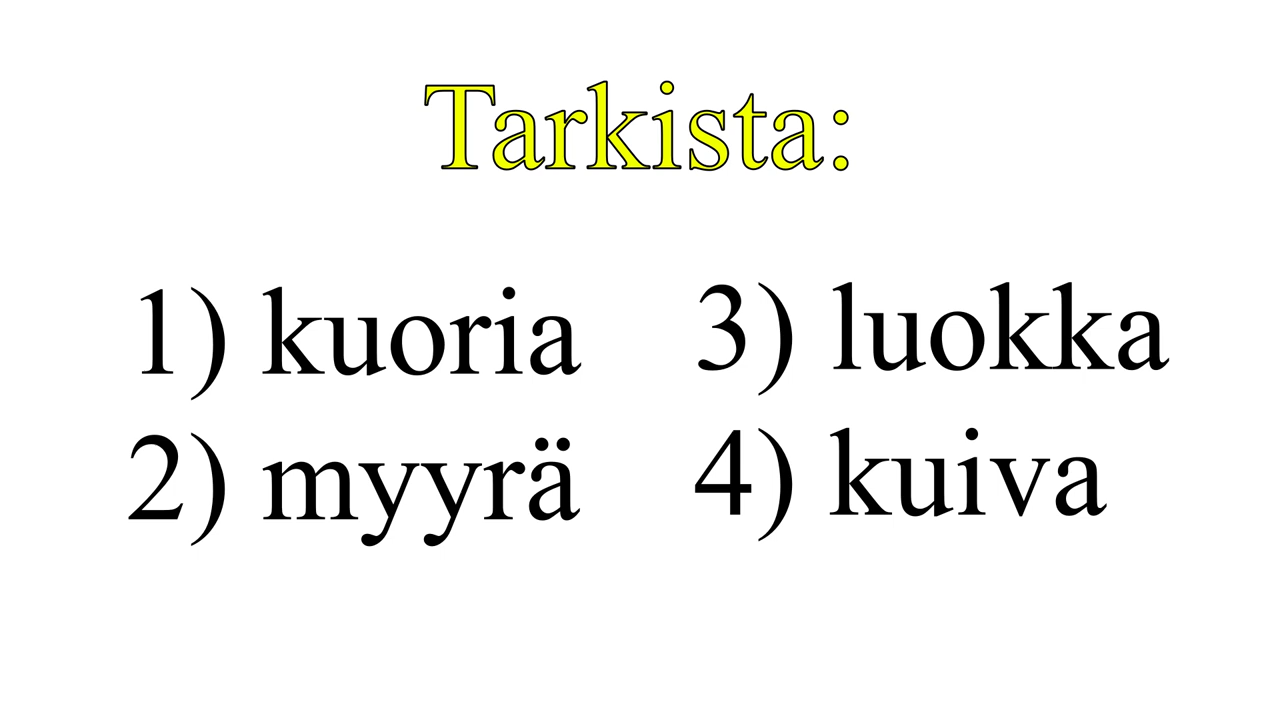 Tarkista:
1) kuoria
2) myyrä
3) luokka
4) kuiva